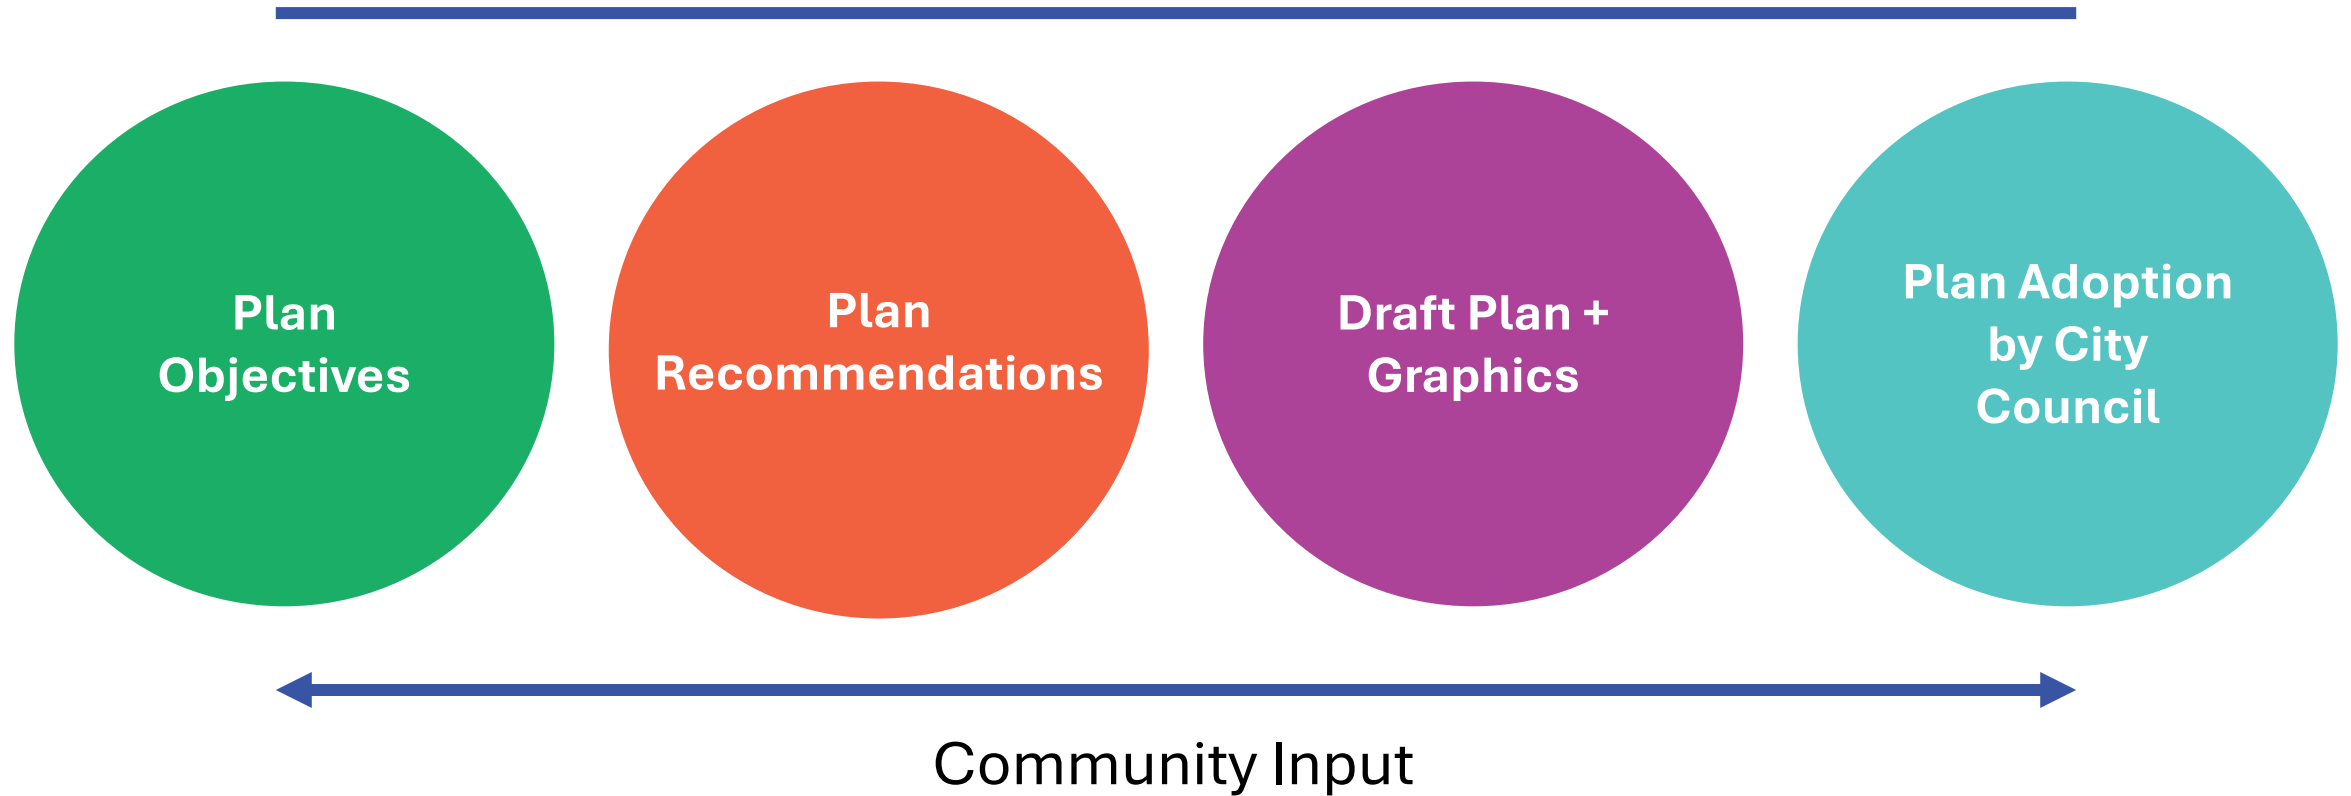 Plan
Objectives
Plan
Recommendations
Draft Plan +
Graphics
Plan Adoption
by City
Council
Community Input